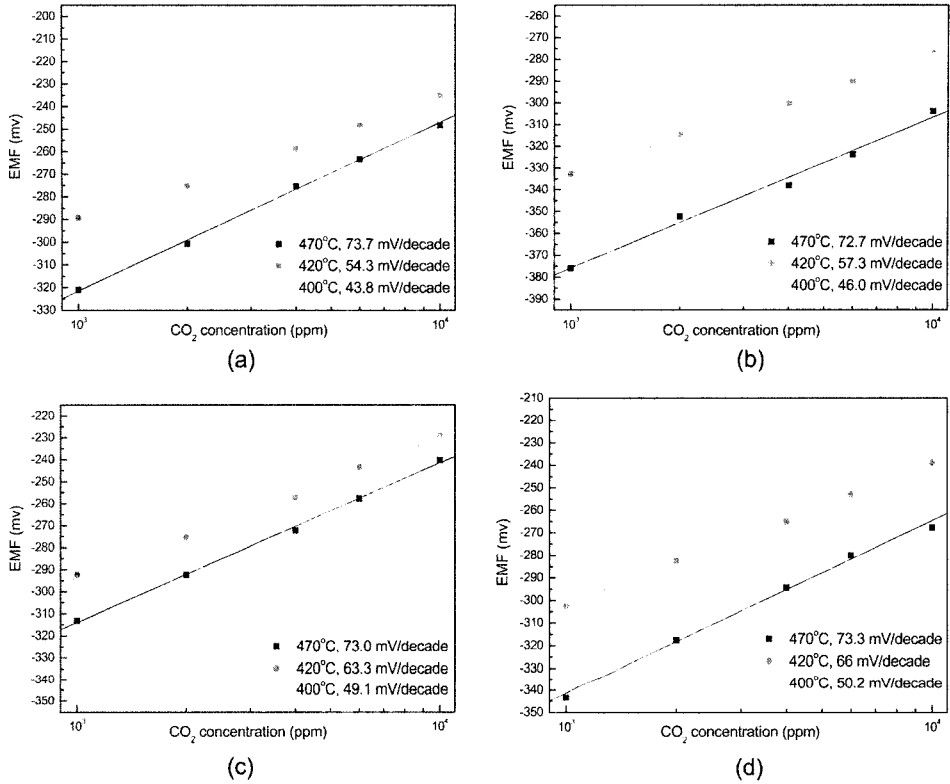 -200
-210
-220
-230
-240
-250
-260
-270
-280
-290
-300
-310
-320
-330
EMF (mv)
470°C, 73.7 mV/decade
420°C, 54.3 mV/decade
400°C, 43.8 mV/decade
10³ 10⁴
CO₂ concentration (ppm)
(a)
-260
-270
-280
-290
-300
-310
-320
-330
-340
-350
-360
-370
-380
-390
EMF (mv)
470°C, 72.7 mV/decade
420°C, 57.3 mV/decade
400°C, 46.0 mV/decade
10³ 10⁴
CO₂ concentration (ppm)
(b)
-220
-230
-240
-250
-260
-270
-280
-290
-300
-310
-320
-330
-340
-350
EMF (mv)
470°C, 73.0 mV/decade
420°C, 63.3 mV/decade
400°C, 49.1 mV/decade
10³ 10⁴
CO₂ concentration (ppm)
(c)
-210
-220
-230
-240
-250
-260
-270
-280
-290
-300
-310
-320
-330
-340
-350
EMF (mv)
470°C, 73.3 mV/decade
420°C, 66 mV/decade
400°C, 50.2 mV/decade
10³ 10⁴
CO₂ concentration (ppm)
(d)